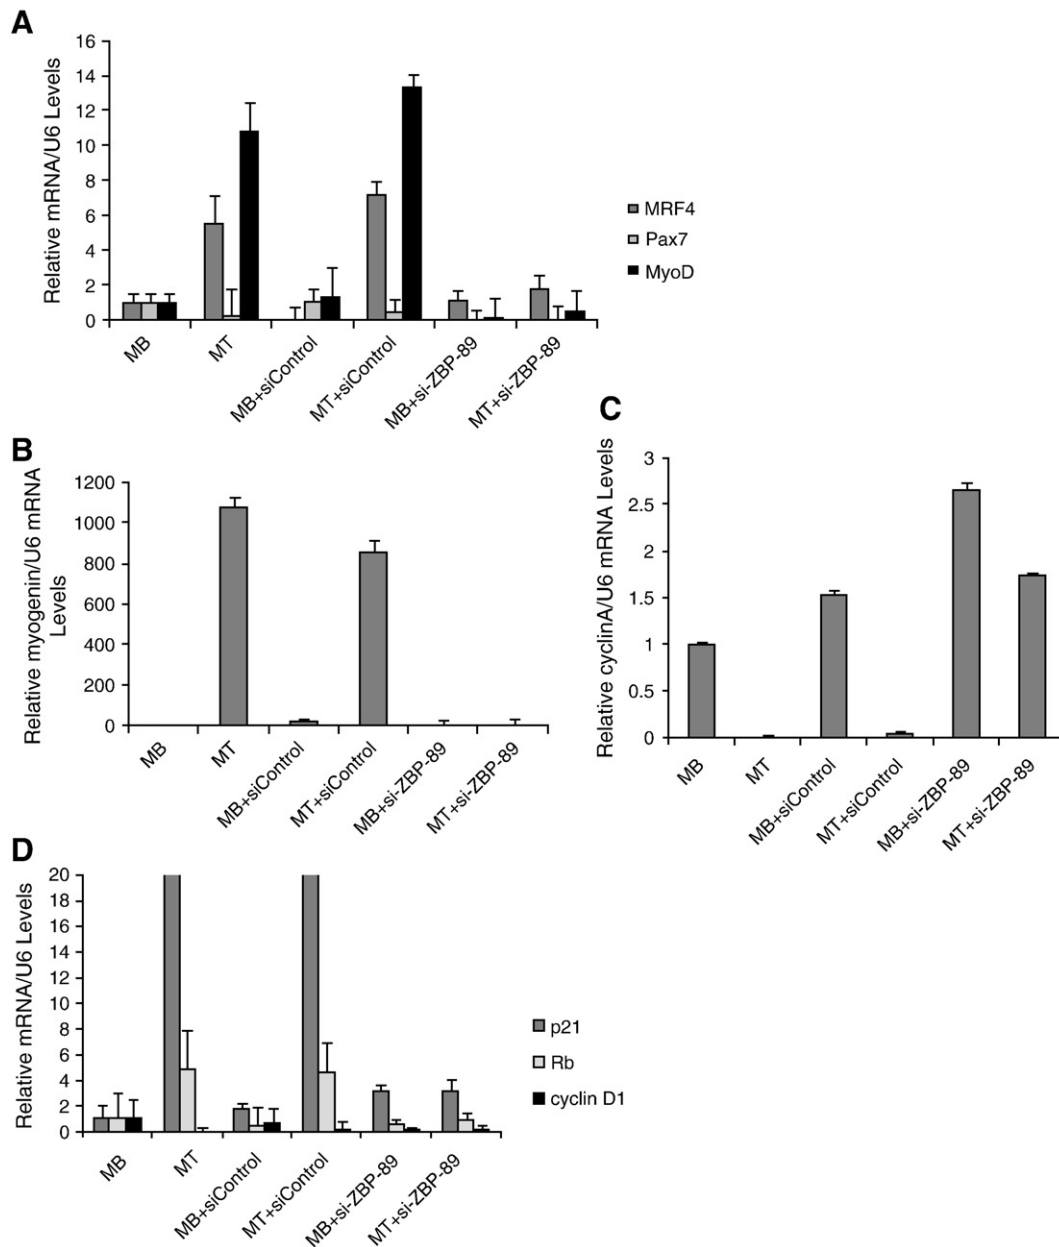 A
Relative mRNA/U6 Levels
16
14
12
10
8
6
4
2
0
MB
MT
MB+siControl
MT+siControl
MB+si-ZBP-89
MT+si-ZBP-89
MRF4
Pax7
MyoD
B
Relative myogenin/U6 mRNA
Levels
1200
1000
800
600
400
200
0
MB
MT
MB+siControl
MT+siControl
MB+si-ZBP-89
MT+si-ZBP-89
C
Relative cyclinA/U6 mRNA Levels
3
2.5
2
1.5
1
0.5
0
MB
MT
MB+siControl
MT+siControl
MB+si-ZBP-89
MT+si-ZBP-89
D
Relative mRNA/U6 Levels
20
18
16
14
12
10
8
6
4
2
0
MB
MT
MB+siControl
MT+siControl
MB+si-ZBP-89
MT+si-ZBP-89
p21
Rb
cyclin D1